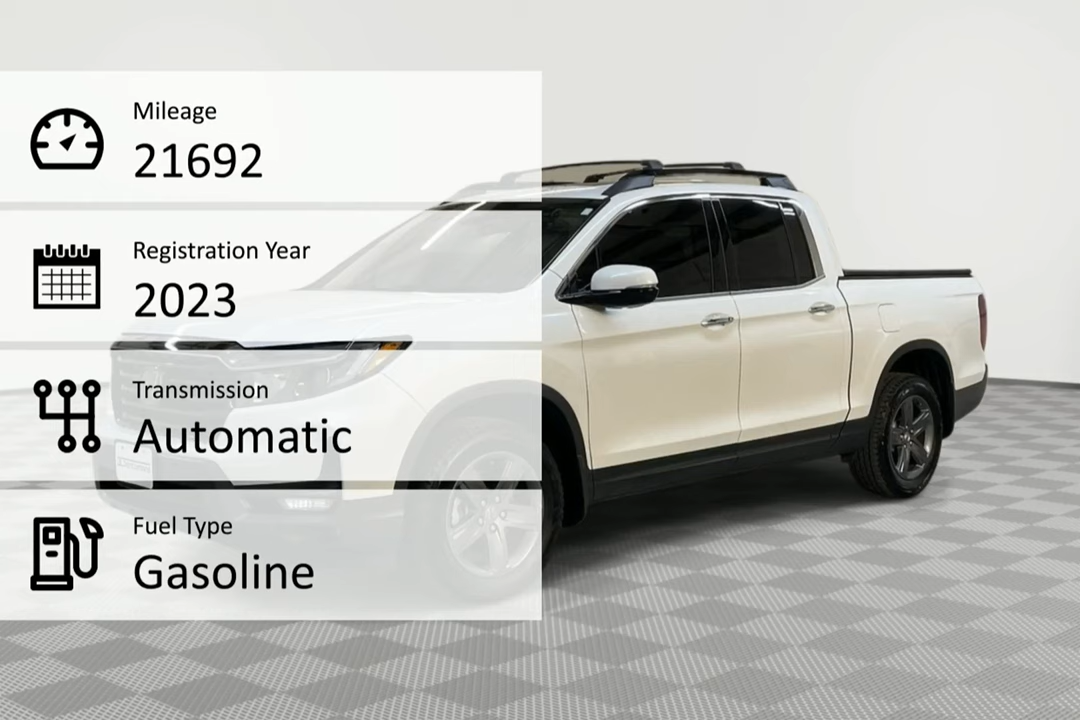 Mileage
21692
Registration Year
2023
Transmission
Automatic
Fuel Type
Gasoline